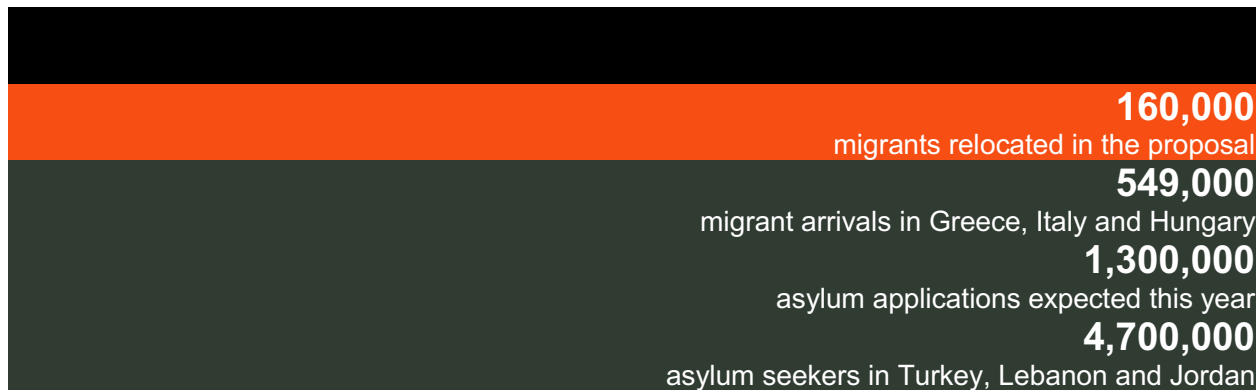 160,000
migrants relocated in the proposal
549,000
migrant arrivals in Greece, Italy and Hungary
1,300,000
asylum applications expected this year
4,700,000
asylum seekers in Turkey, Lebanon and Jordan